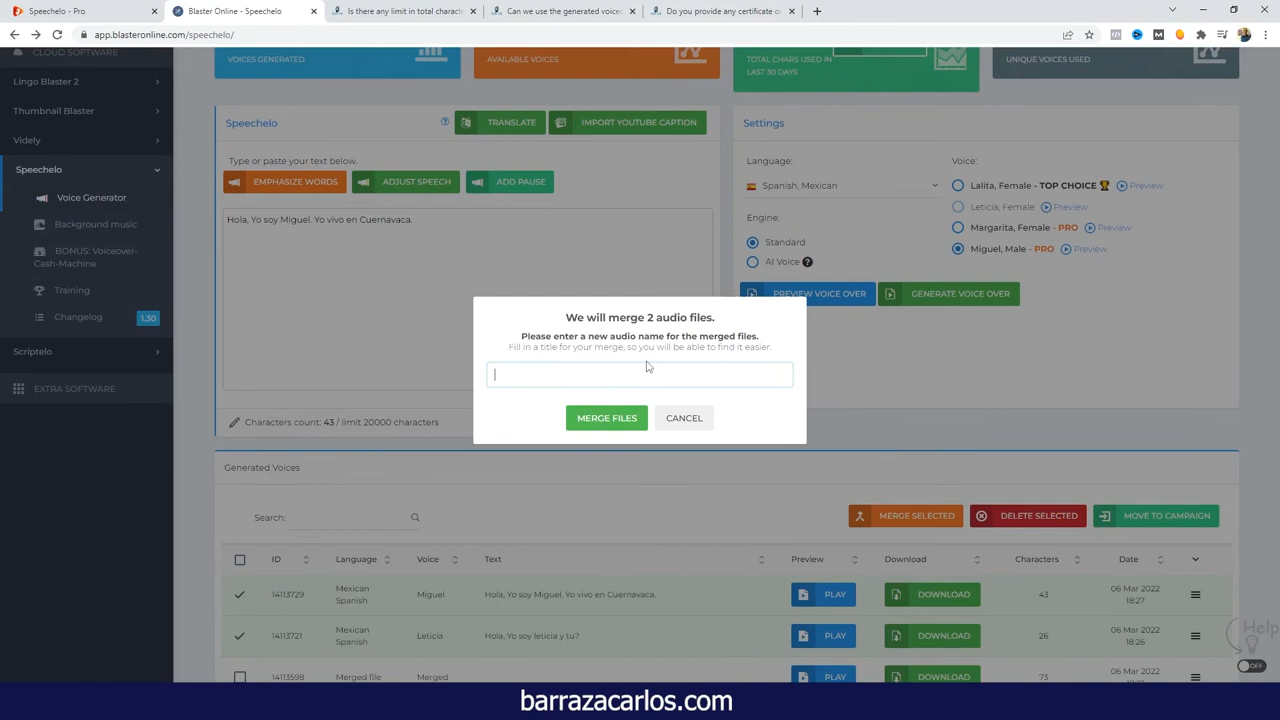 Speechelo - Pro
Blaster Online - Speechelo
Is there any limit in total charact
Can we use the generated voice
Do you provide any certificate o
app.blasteronline.com/speechelo/
CLOUD SOFTWARE
Lingo Blaster 2
Thumbnail Blaster
Videly
Speechelo
Voice Generator
Background music
BONUS: Voiceover-
Cash-Machine
Training
Changelog
1.30
Scriptelo
EXTRA SOFTWARE
VOICES GENERATED
AVAILABLE VOICES
TOTAL CHARS USED IN
LAST 30 DAYS
UNIQUE VOICES USED
Speechelo
TRANSLATE
IMPORT YOUTUBE CAPTION
Type or paste your text below.
EMPHASIZE WORDS
ADJUST SPEECH
ADD PAUSE
Hola, Yo soy Miguel. Yo vivo en Cuernavaca.
Characters count: 43 / limit 20000 characters
Settings
Language:
Spanish, Mexican
Engine:
Standard
AI Voice ?
Voice:
Lalita, Female - TOP CHOICE Preview
Leticia, Female Preview
Margarita, Female - PRO Preview
Miguel, Male - PRO Preview
PREVIEW VOICE OVER
GENERATE VOICE OVER
We will merge 2 audio files.
Please enter a new audio name for the merged files.
Fill in a title for your merge, so you will be able to find it easier.
MERGE FILES
CANCEL
Generated Voices
Search:
MERGE SELECTED
DELETE SELECTED
MOVE TO CAMPAIGN
ID Language Voice Text Preview Download Characters Date
14113729 Mexican Spanish Miguel Hola, Yo soy Miguel. Yo vivo en Cuernavaca. PLAY DOWNLOAD 43 06 Mar 2022 18:27
14113721 Mexican Spanish Leticia Hola, Yo soy leticia y tu? PLAY DOWNLOAD 26 06 Mar 2022 18:26
14113598 Merged file Merged PLAY DOWNLOAD 73 06 Mar 2022
Help
OFF
barrazacarlos.com